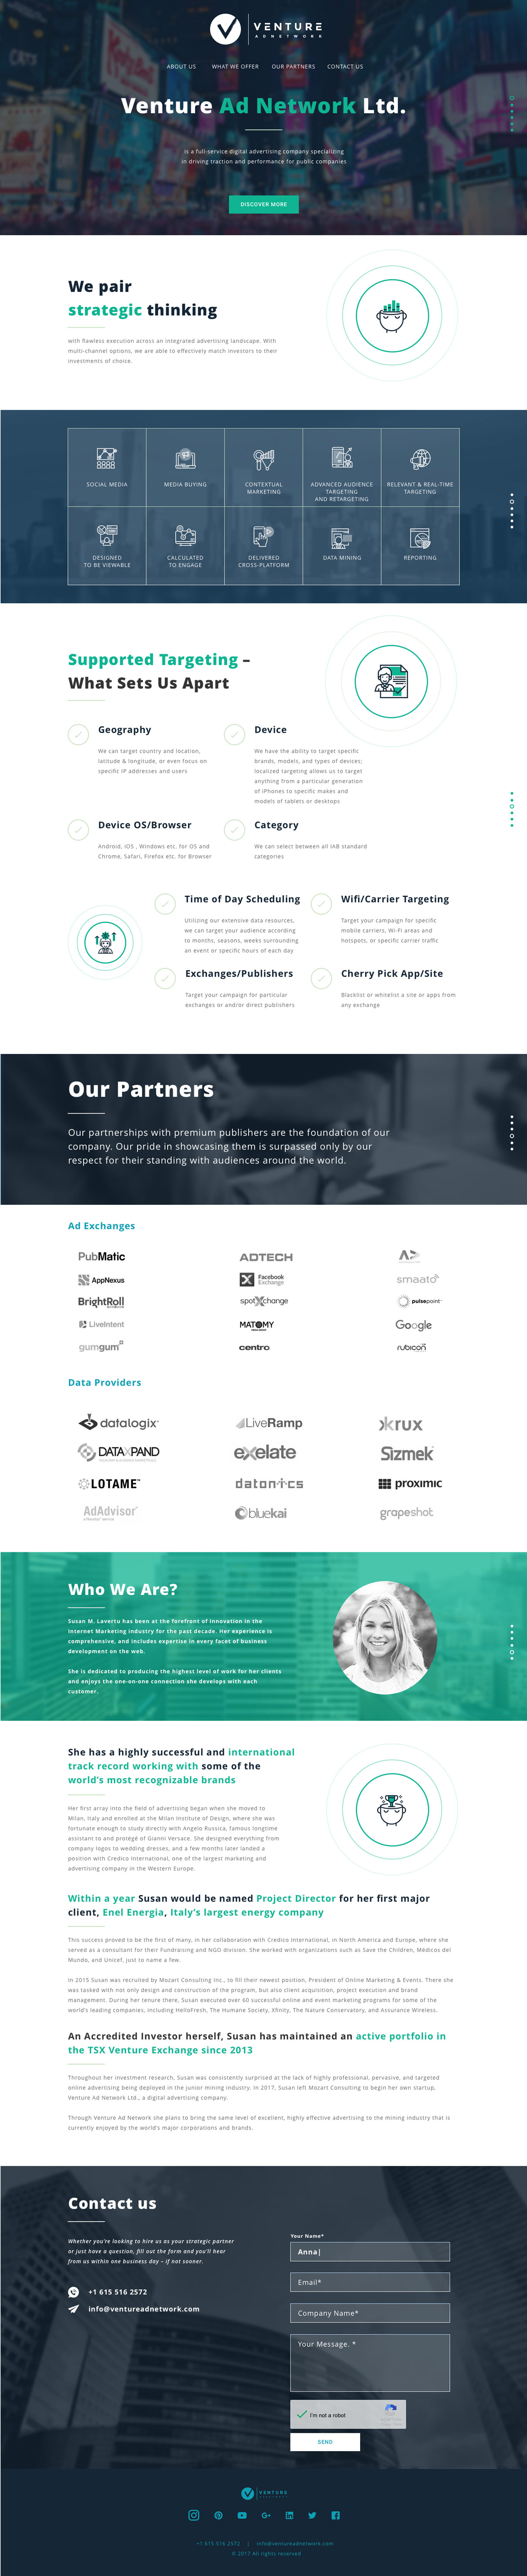 VENTURE
ADNETWORK
ABOUT US
WHAT WE OFFER
OUR PARTNERS
CONTACT US
Venture Ad Network Ltd.
is a full-service digital advertising company specializing
in driving traction and performance for public companies
DISCOVER MORE
We pair
strategic thinking
with flawless execution across an integrated advertising landscape. With
multi-channel options, we are able to effectively match investors to their
investments of choice.
SOCIAL MEDIA
MEDIA BUYING
CONTEXTUAL
MARKETING
ADVANCED AUDIENCE
TARGETING
AND RETARGETING
RELEVANT & REAL-TIME
TARGETING
DESIGNED
TO BE VIEWABLE
CALCULATED
TO ENGAGE
DELIVERED
CROSS-PLATFORM
DATA MINING
REPORTING
Supported Targeting –
What Sets Us Apart
Geography
We can target country and location,
latitude & longitude, or even focus on
specific IP addresses and users
Device
We have the ability to target specific
brands, models, and types of devices;
localized targeting allows us to target
anything from a particular generation
of iPhones to specific makes and
models of tablets or desktops
Device OS/Browser
Android, iOS , Windows etc. for OS and
Chrome, Safari, Firefox etc. for Browser
Category
We can select between all IAB standard
categories
Time of Day Scheduling
Utilizing our extensive data resources,
we can target your audience according
to months, seasons, weeks surrounding
an event or specific hours of each day
Wifi/Carrier Targeting
Target your campaign for specific
mobile carriers, Wi-Fi areas and
hotspots, or specific carrier traffic
Exchanges/Publishers
Target your campaign for particular
exchanges or and/or direct publishers
Cherry Pick App/Site
Blacklist or whitelist a site or apps from
any exchange
Our Partners
Our partnerships with premium publishers are the foundation of our
company. Our pride in showcasing them is surpassed only by our
respect for their standing with audiences around the world.
Ad Exchanges
PubMatic
ADTECH
AppNexus
Facebook
Exchange
smaato
BrightRoll
spotXchange
pulsepoint
LiveIntent
MATOMY
Google
gumgum
centro
rubicon
Data Providers
datalogix
LiveRamp
krux
DATAXPAND
eXelate
Sizmek
LOTAME
datonics
proximic
AdAdvisor
bluekai
grapeshot
Who We Are?
Susan M. Lavertu has been at the forefront of Innovation in the
Internet Marketing industry for the past decade. Her experience is
comprehensive, and includes expertise in every facet of business
development on the web.
She is dedicated to producing the highest level of work for her clients
and enjoys the one-on-one connection she develops with each
customer.
She has a highly successful and international
track record working with some of the
world's most recognizable brands
Her first array into the field of advertising began when she moved to
Milan, Italy and enrolled at the Milan Institute of Design, where she was
fortunate enough to study directly with Angelo Russica, famous longtime
assistant to and protégé of Gianni Versace. She designed everything from
company logos to wedding dresses, and a few months later landed a
position with Credico International, one of the largest marketing and
advertising company in the Western Europe.
Within a year Susan would be named Project Director for her first major
client, Enel Energia, Italy's largest energy company
This success proved to be the first of many, in her collaboration with Credico International, in North America and Europe, where she
served as a consultant for their Fundraising and NGO division. She worked with organizations such as Save the Children, Médicos del
Mundo, and Unicef, just to name a few.
In 2015 Susan was recruited by Mozart Consulting Inc., to fill their newest position, President of Online Marketing & Events. There she
was tasked with not only design and construction of the program, but also client acquisition, project execution and brand
management. During her tenure there, Susan executed over 60 successful online and event marketing programs for some of the
world's leading companies, including HelloFresh, The Humane Society, Xfinity, The Nature Conservatory, and Assurance Wireless.
An Accredited Investor herself, Susan has maintained an active portfolio in
the TSX Venture Exchange since 2013
Throughout her investment research, Susan was consistently surprised at the lack of highly professional, pervasive, and targeted
online advertising being deployed in the junior mining industry. In 2017, Susan left Mozart Consulting to begin her own startup,
Venture Ad Network Ltd., a digital advertising company.
Through Venture Ad Network she plans to bring the same level of excellent, highly effective advertising to the mining industry that is
currently enjoyed by the world's major corporations and brands.
Contact us
Whether you're looking to hire us as your strategic partner
or just have a question, fill out the form and you'll hear
from us within one business day – if not sooner.
+1 615 516 2572
info@ventureadnetwork.com
Your Name*
Anna|
Email*
Company Name*
Your Message. *
I'm not a robot
SEND
VENTURE
+1 615 516 2572 | info@ventureadnetwork.com
© 2017 All rights reserved